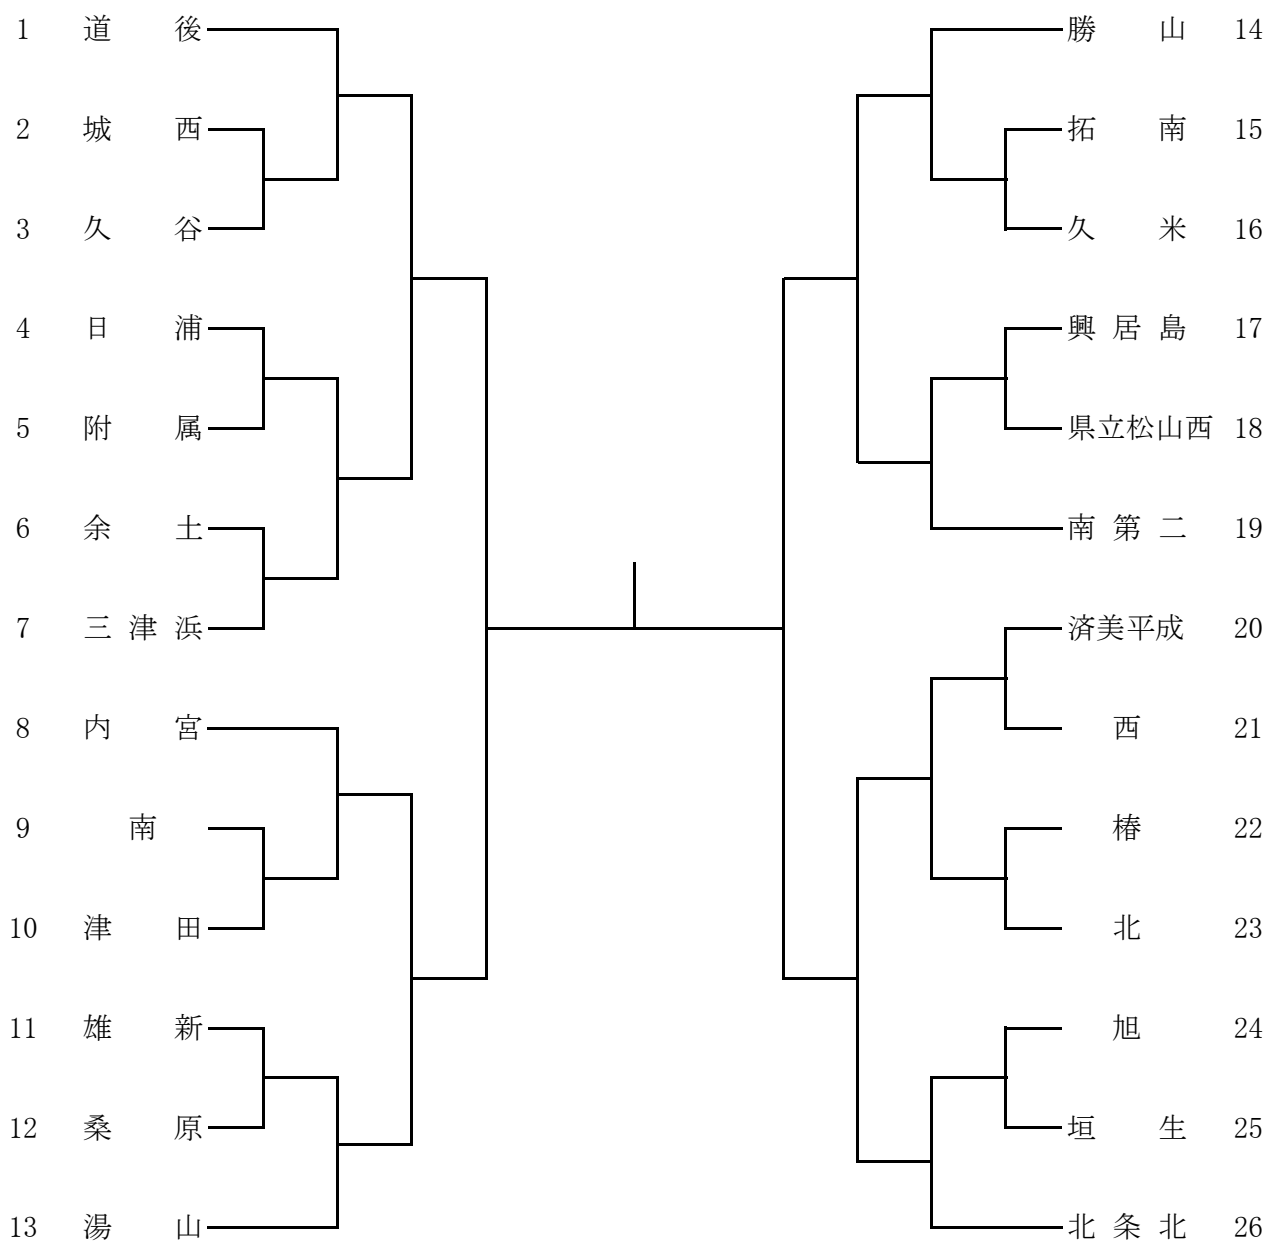 1 道後
2 城西
3 久谷
4 日浦
5 附属
6 余土
7 三津浜
8 内宮
9 南
10 津田
11 雄新
12 桑原
13 湯山
勝山 14
拓南 15
久米 16
興居島 17
県立松山西 18
南第二 19
済美平成 20
西 21
椿 22
北 23
旭 24
垣生 25
北条北 26